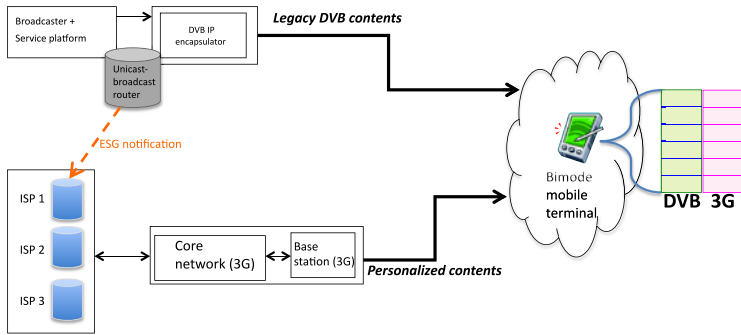 Broadcaster +
Service platform
DVB IP
encapsulator
Legacy DVB contents
Unicast-
broadcast
router
ESG notification
ISP 1
ISP 2
ISP 3
Core
network (3G)
Base
station (3G)
Personalized contents
Bimode
mobile
terminal
DVB 3G